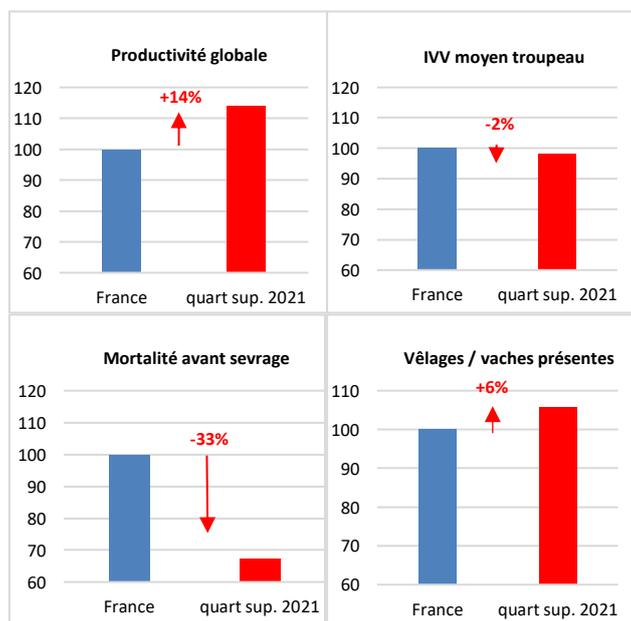 Productivité globale
120
110
100
90
80
70
60
+14%
France
quart sup. 2021
IVV moyen troupeau
120
110
100
90
80
70
60
-2%
France
quart sup. 2021
Mortalité avant sevrage
120
110
100
90
80
70
60
-33%
France
quart sup. 2021
Vêlages / vaches présentes
110
100
90
80
70
60
+6%
France
quart sup. 2021